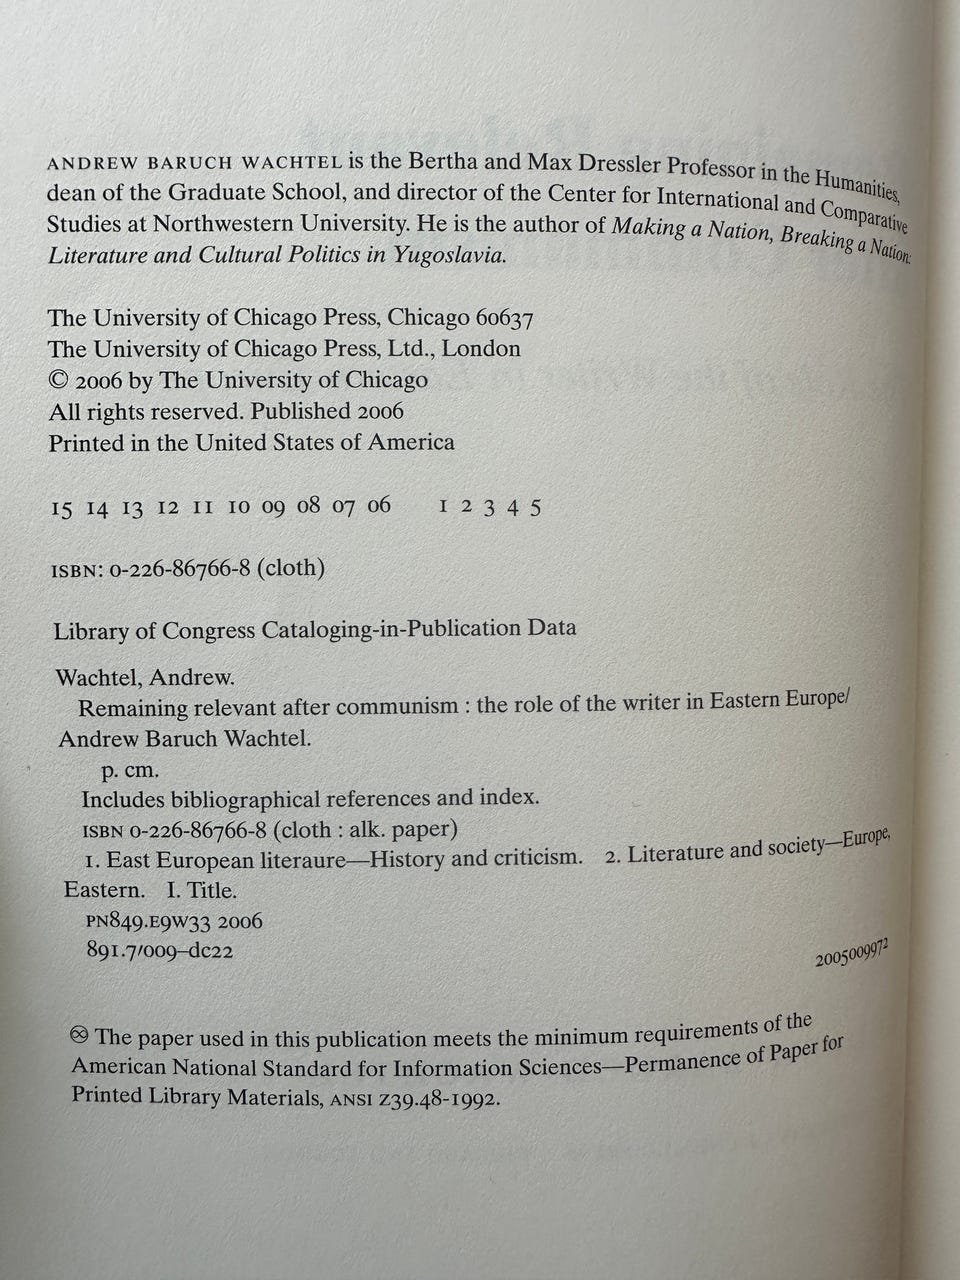 ANDREW BARUCH WACHTEL is the Bertha and Max Dressler Professor in the Humanities,
dean of the Graduate School, and director of the Center for International and Comparative
Studies at Northwestern University. He is the author of Making a Nation, Breaking a Nation:
Literature and Cultural Politics in Yugoslavia.
The University of Chicago Press, Chicago 60637
The University of Chicago Press, Ltd., London
© 2006 by The University of Chicago
All rights reserved. Published 2006
Printed in the United States of America
15 14 13 12 11 10 09 08 07 06 1 2 3 4 5
ISBN: 0-226-86766-8 (cloth)
Library of Congress Cataloging-in-Publication Data
Wachtel, Andrew.
Remaining relevant after communism : the role of the writer in Eastern Europe/
Andrew Baruch Wachtel.
p. cm.
Includes bibliographical references and index.
ISBN 0-226-86766-8 (cloth : alk. paper)
1. East European literaure—History and criticism. 2. Literature and society—Europe,
Eastern. I. Title.
PN849.E9W33 2006
891.7/009–dc22
2005009972
♾ The paper used in this publication meets the minimum requirements of the
American National Standard for Information Sciences—Permanence of Paper for
Printed Library Materials, ANSI Z39.48-1992.